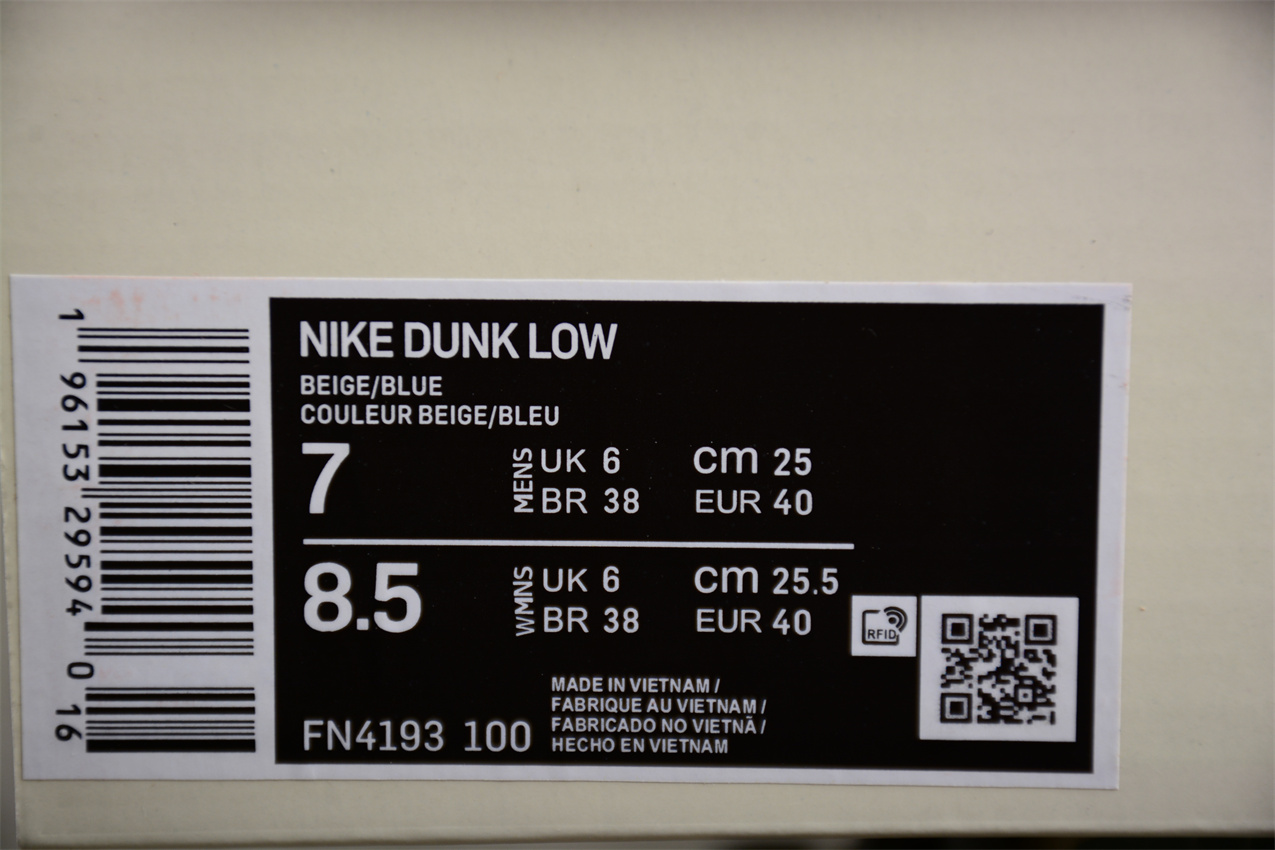 NIKE DUNK LOW
BEIGE/BLUE
COULEUR BEIGE/BLEU
7 MENS UK 6 cm 25
BR 38 EUR 40
8.5 WMNS UK 6 cm 25.5
BR 38 EUR 40
RFID
FN4193 100
MADE IN VIETNAM /
FABRIQUE AU VIETNAM /
FABRICADO NO VIETNÃ /
HECHO EN VIETNAM
1 96153 29594 0 16